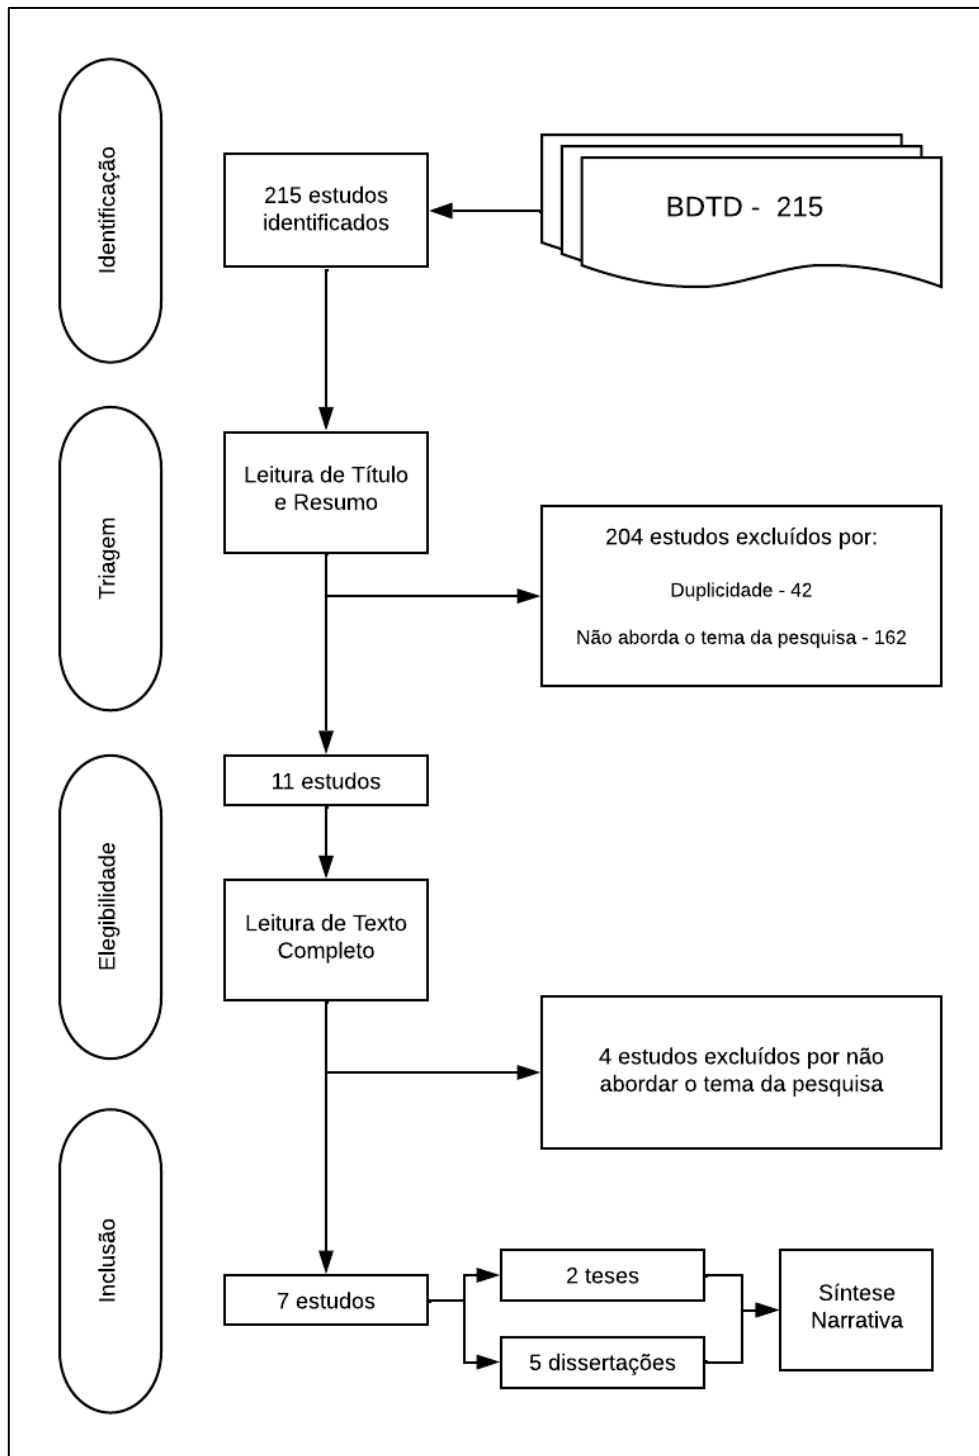 Identificação
215 estudos
identificados
BDTD - 215
Triagem
Leitura de Título
e Resumo
204 estudos excluídos por:
Duplicidade - 42
Não aborda o tema da pesquisa - 162
Elegibilidade
11 estudos
Leitura de Texto
Completo
4 estudos excluídos por não
abordar o tema da pesquisa
Inclusão
7 estudos
2 teses
5 dissertações
Síntese
Narrativa